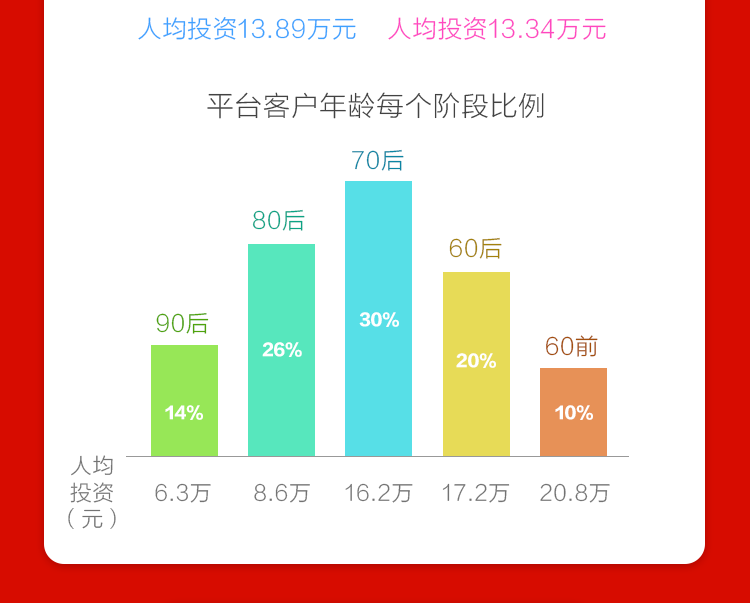 人均投资13.89万元 人均投资13.34万元
平台客户年龄每个阶段比例
70后
80后
60后
90后
60前
30%
26%
20%
14%
10%
人均
投资
（元）
6.3万 8.6万 16.2万 17.2万 20.8万